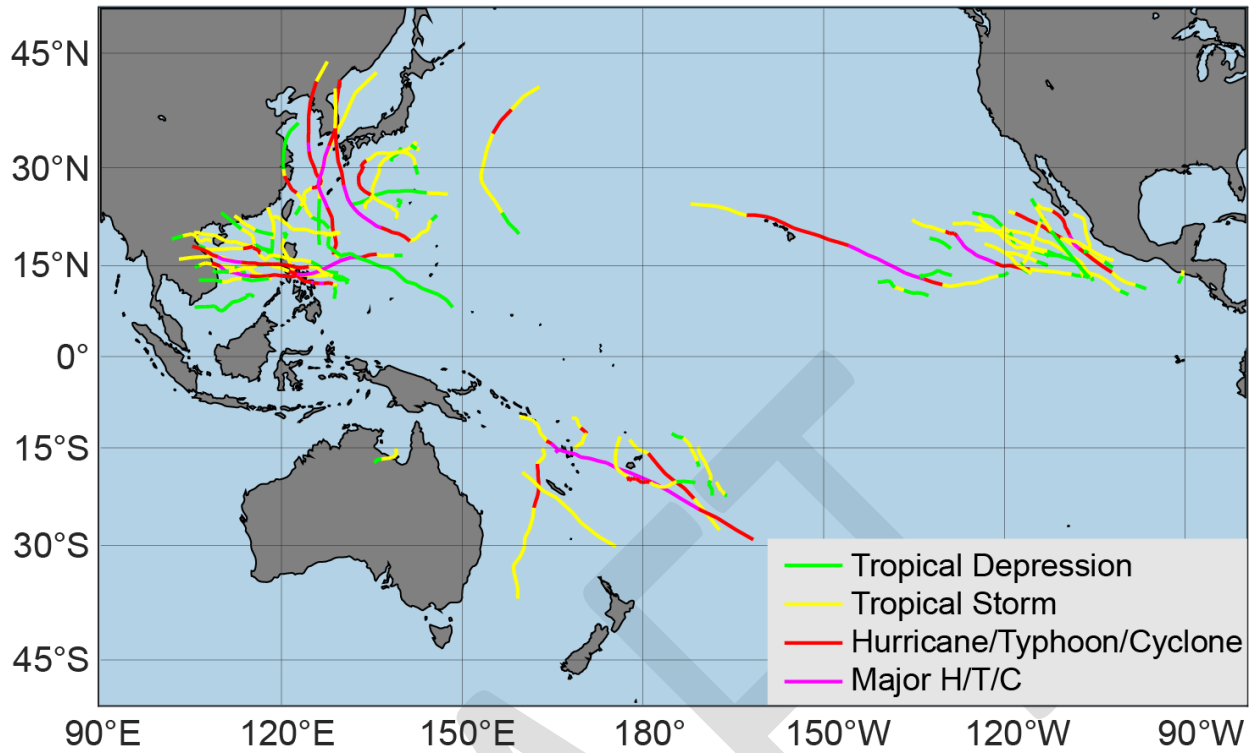 45°N
30°N
15°N
0°
15°S
30°S
45°S
90°E 120°E 150°E 180° 150°W 120°W 90°W
Tropical Depression
Tropical Storm
Hurricane/Typhoon/Cyclone
Major H/T/C